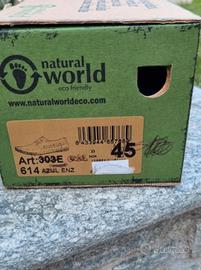 natural
world
eco friendly
www.naturalworldeco.com
45
Art: 303E
614 AZUL ENZ